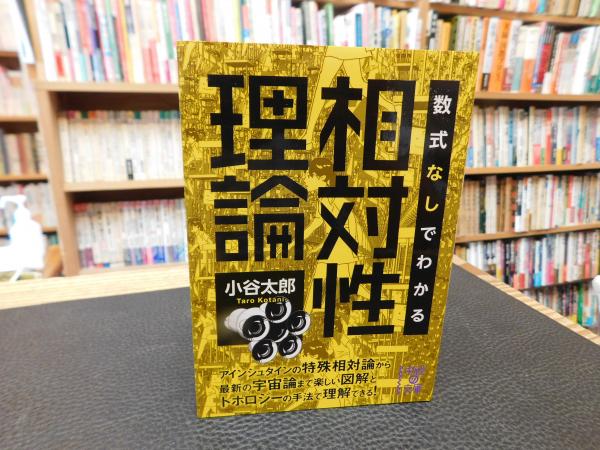 数式なしでわかる
相対性
理論
小谷太郎
Taro Kotani
アインシュタインの特殊相対論から
最新の宇宙論まで楽しい図解と
トポロジーの手法で理解できる!